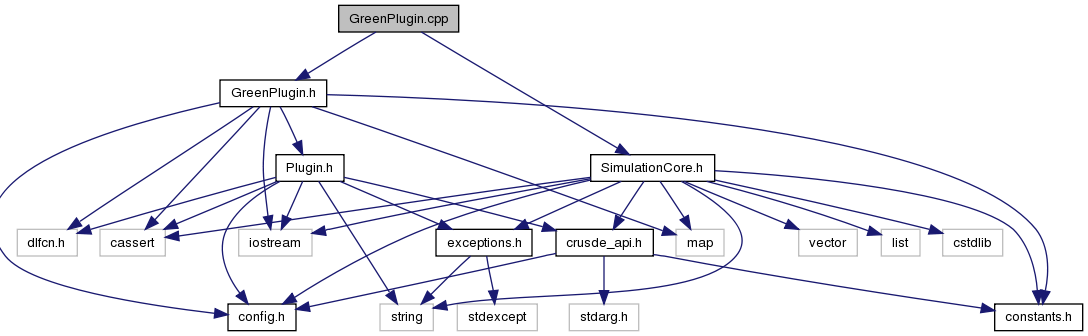 GreenPlugin.cpp
GreenPlugin.h
Plugin.h
SimulationCore.h
dlfcn.h
cassert
iostream
exceptions.h
crusde_api.h
map
vector
list
cstdlib
config.h
string
stdexcept
stdarg.h
constants.h